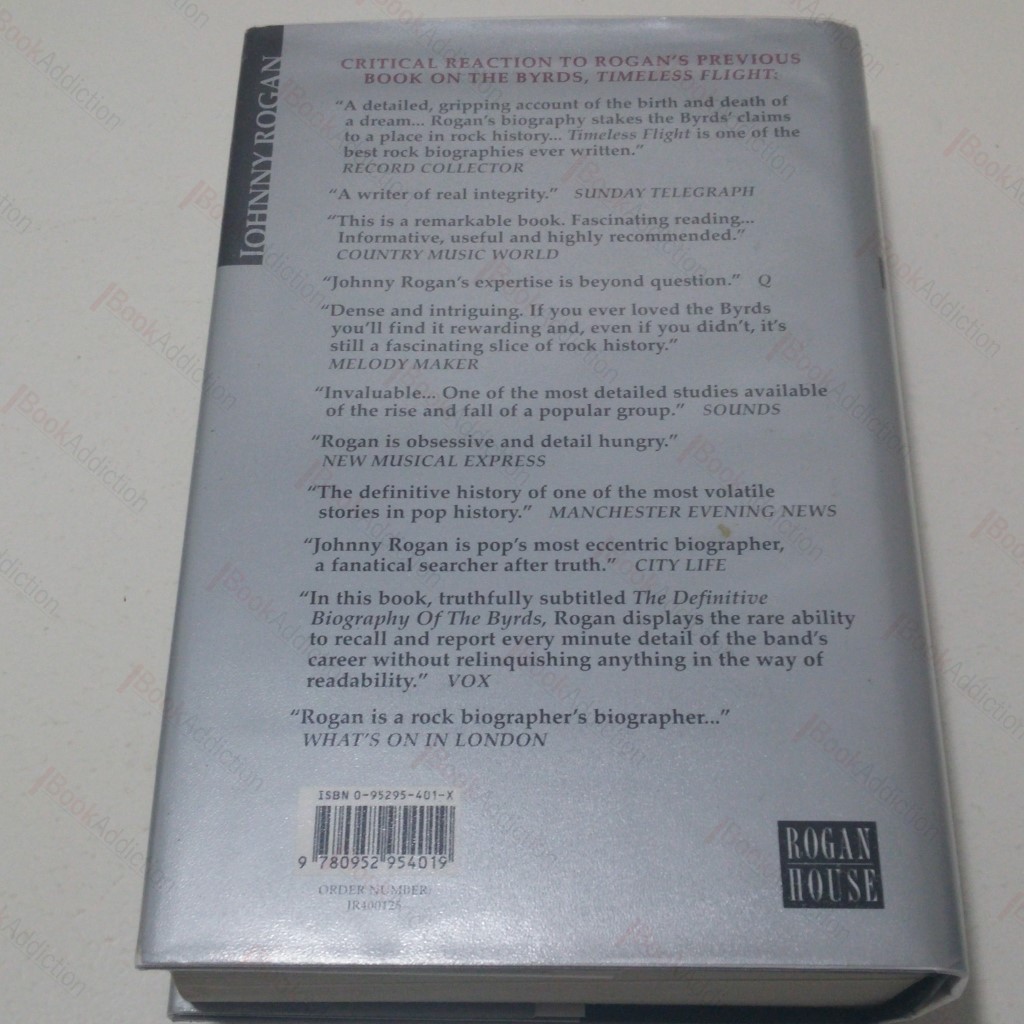 JOHNNY ROGAN
CRITICAL REACTION TO ROGAN'S PREVIOUS
BOOK ON THE BYRDS, TIMELESS FLIGHT:
"A detailed, gripping account of the birth and death of
a dream... Rogan's biography stakes the Byrds' claims
to a place in rock history... Timeless Flight is one of the
best rock biographies ever written."
RECORD COLLECTOR
"A writer of real integrity." SUNDAY TELEGRAPH
"This is a remarkable book. Fascinating reading...
Informative, useful and highly recommended."
COUNTRY MUSIC WORLD
"Johnny Rogan's expertise is beyond question." Q
"Dense and intriguing. If you ever loved the Byrds
you'll find it rewarding and, even if you didn't, it's
still a fascinating slice of rock history."
MELODY MAKER
"Invaluable... One of the most detailed studies available
of the rise and fall of a popular group." SOUNDS
"Rogan is obsessive and detail hungry."
NEW MUSICAL EXPRESS
"The definitive history of one of the most volatile
stories in pop history." MANCHESTER EVENING NEWS
"Johnny Rogan is pop's most eccentric biographer,
a fanatical searcher after truth." CITY LIFE
"In this book, truthfully subtitled The Definitive
Biography Of The Byrds, Rogan displays the rare ability
to recall and report every minute detail of the band's
career without relinquishing anything in the way of
readability." VOX
"Rogan is a rock biographer's biographer..."
WHAT'S ON IN LONDON
ISBN 0-95295-401-X
9 780952 954019
ORDER NUMBER
JR400125
ROGAN
HOUSE
BookAddiction